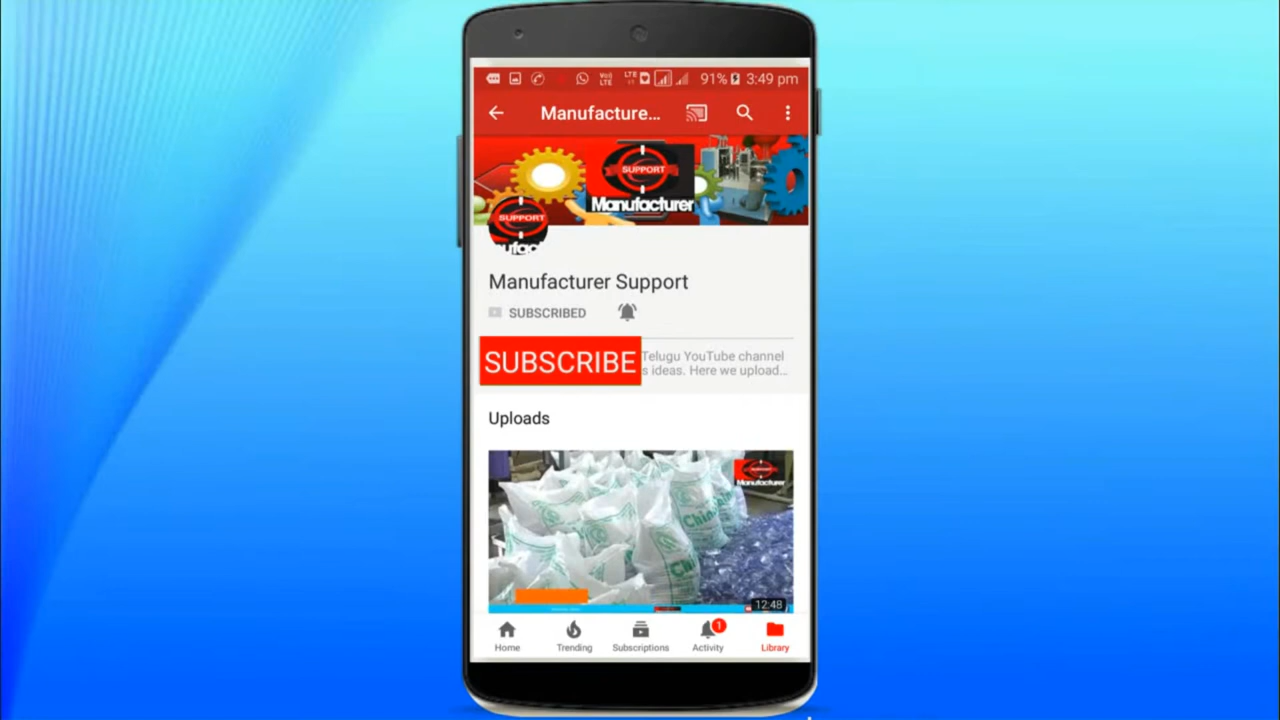 91% 3:49 pm
Manufacture...
SUPPORT
Manufacturer
SUPPORT
Manufacturer Support
SUBSCRIBED
SUBSCRIBE
Telugu YouTube channel
s ideas. Here we upload...
Uploads
Manufacturer
12:48
Home Trending Subscriptions Activity 1 Library